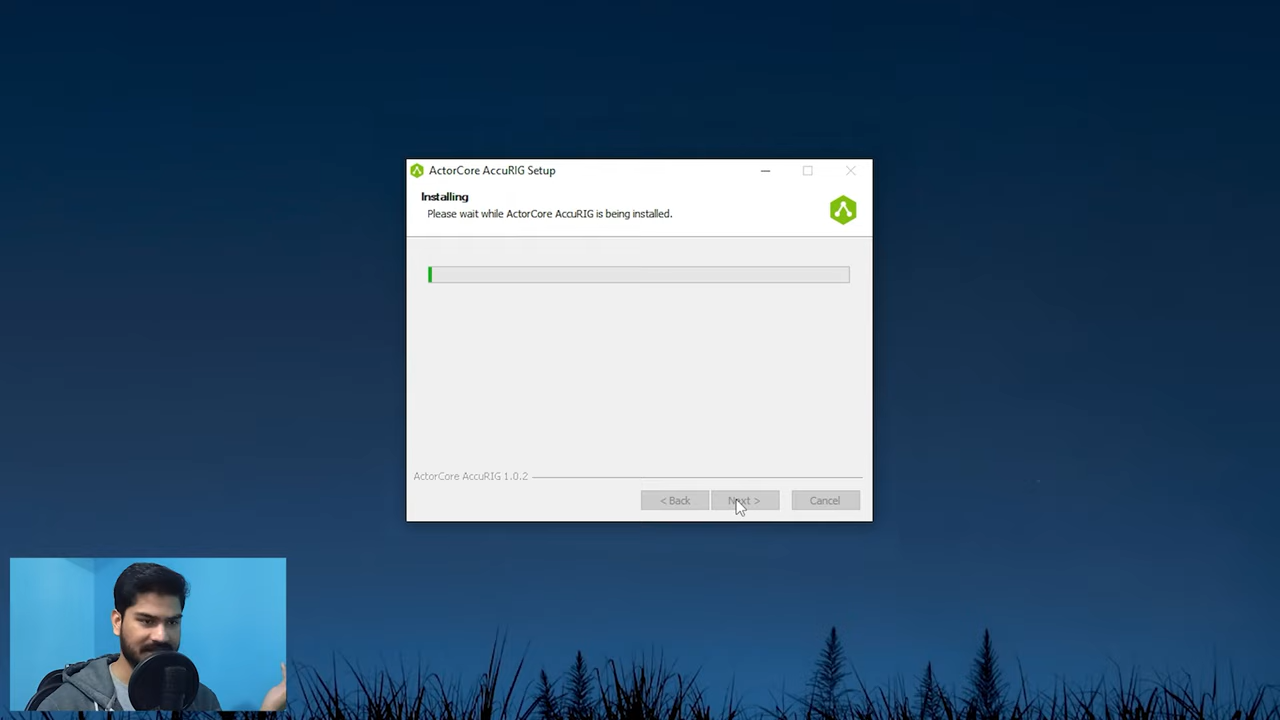 ActorCore AccuRIG Setup
Installing
Please wait while ActorCore AccuRIG is being installed.
ActorCore AccuRIG 1.0.2
< Back
Next >
Cancel